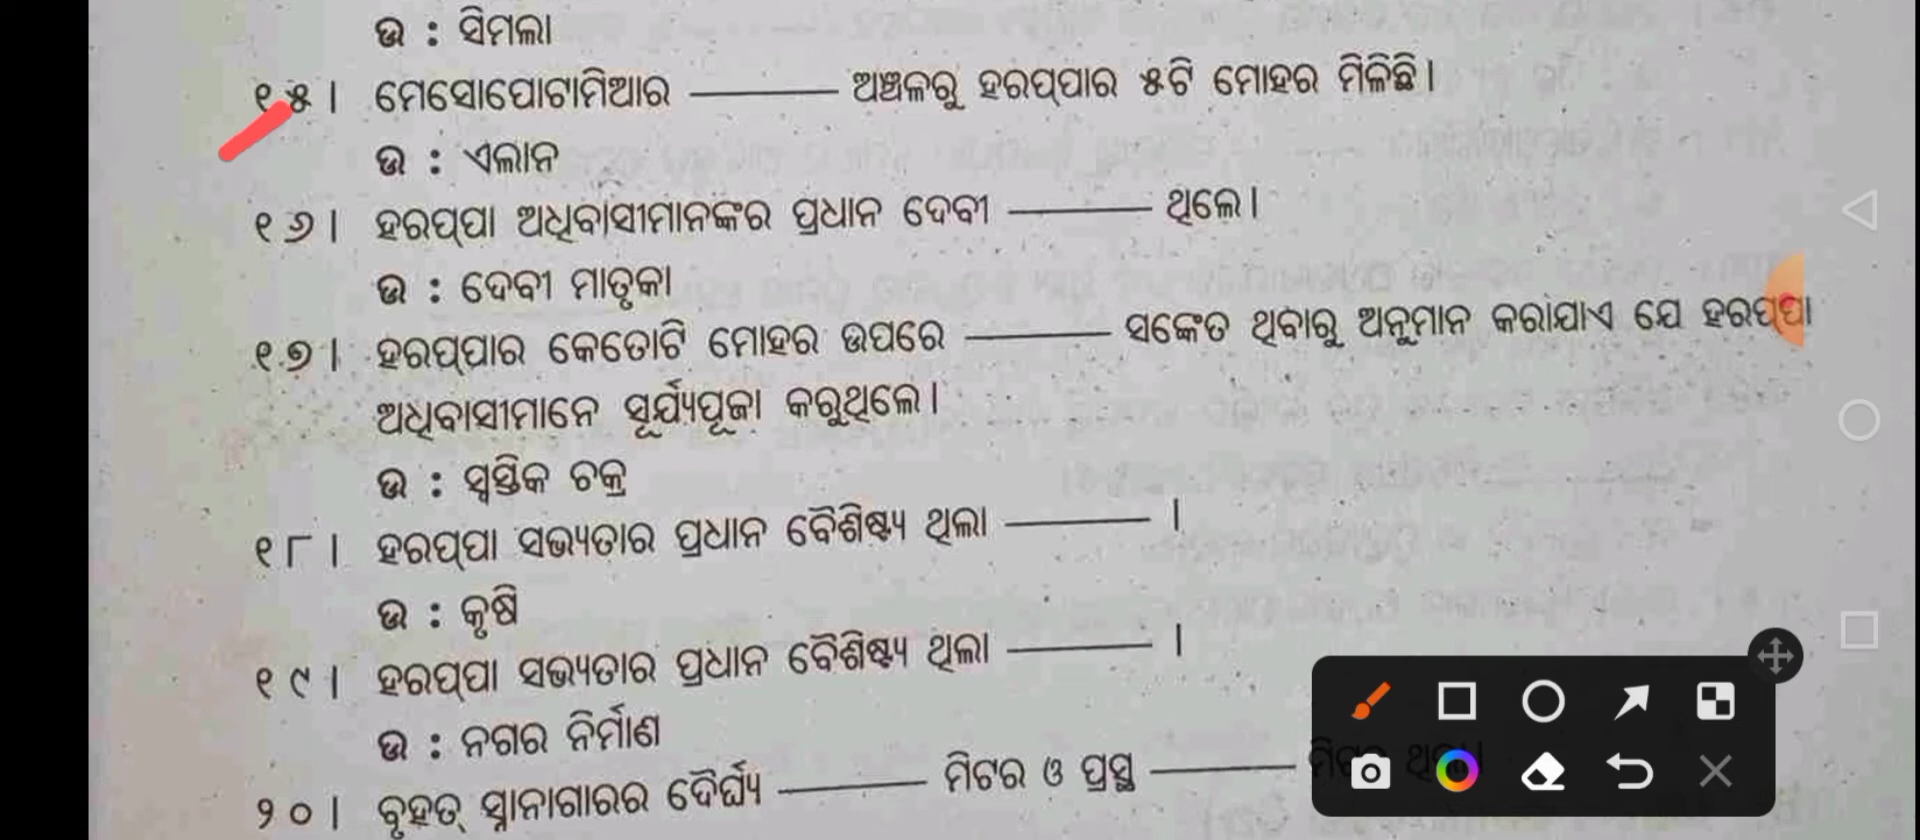 ଉ : ସିମଲା
୧୫। ମେସୋପୋଟାମିଆର ——— ଅଞ୍ଚଳରୁ ହରପ୍‌ପାର ୫ଟି ମୋହର ମିଳିଛି।
ଉ : ଏଲାନ
୧୬। ହରପ୍‌ପା ଅଧିବାସୀମାନଙ୍କର ପ୍ରଧାନ ଦେବୀ ——— ଥିଲେ।
ଉ : ଦେବୀ ମାତୃକା
୧୭। ହରପ୍‌ପାର କେତୋଟି ମୋହର ଉପରେ ——— ସଙ୍କେତ ଥିବାରୁ ଅନୁମାନ କରାଯାଏ ଯେ ହରପ୍‌ପା
ଅଧିବାସୀମାନେ ସୂର୍ଯ୍ୟପୂଜା କରୁଥିଲେ।
ଉ : ସ୍ୱସ୍ତିକ ଚକ୍ର
୧୮। ହରପ୍‌ପା ସଭ୍ୟତାର ପ୍ରଧାନ ବୈଶିଷ୍ଟ୍ୟ ଥିଲା ——— ।
ଉ : କୃଷି
୧୯। ହରପ୍‌ପା ସଭ୍ୟତାର ପ୍ରଧାନ ବୈଶିଷ୍ଟ୍ୟ ଥିଲା ——— ।
ଉ : ନଗର ନିର୍ମାଣ
୨୦। ବୃହତ୍ ସ୍ନାନାଗାରର ଦୈର୍ଘ୍ୟ ——— ମିଟର ଓ ପ୍ରସ୍ଥ ———